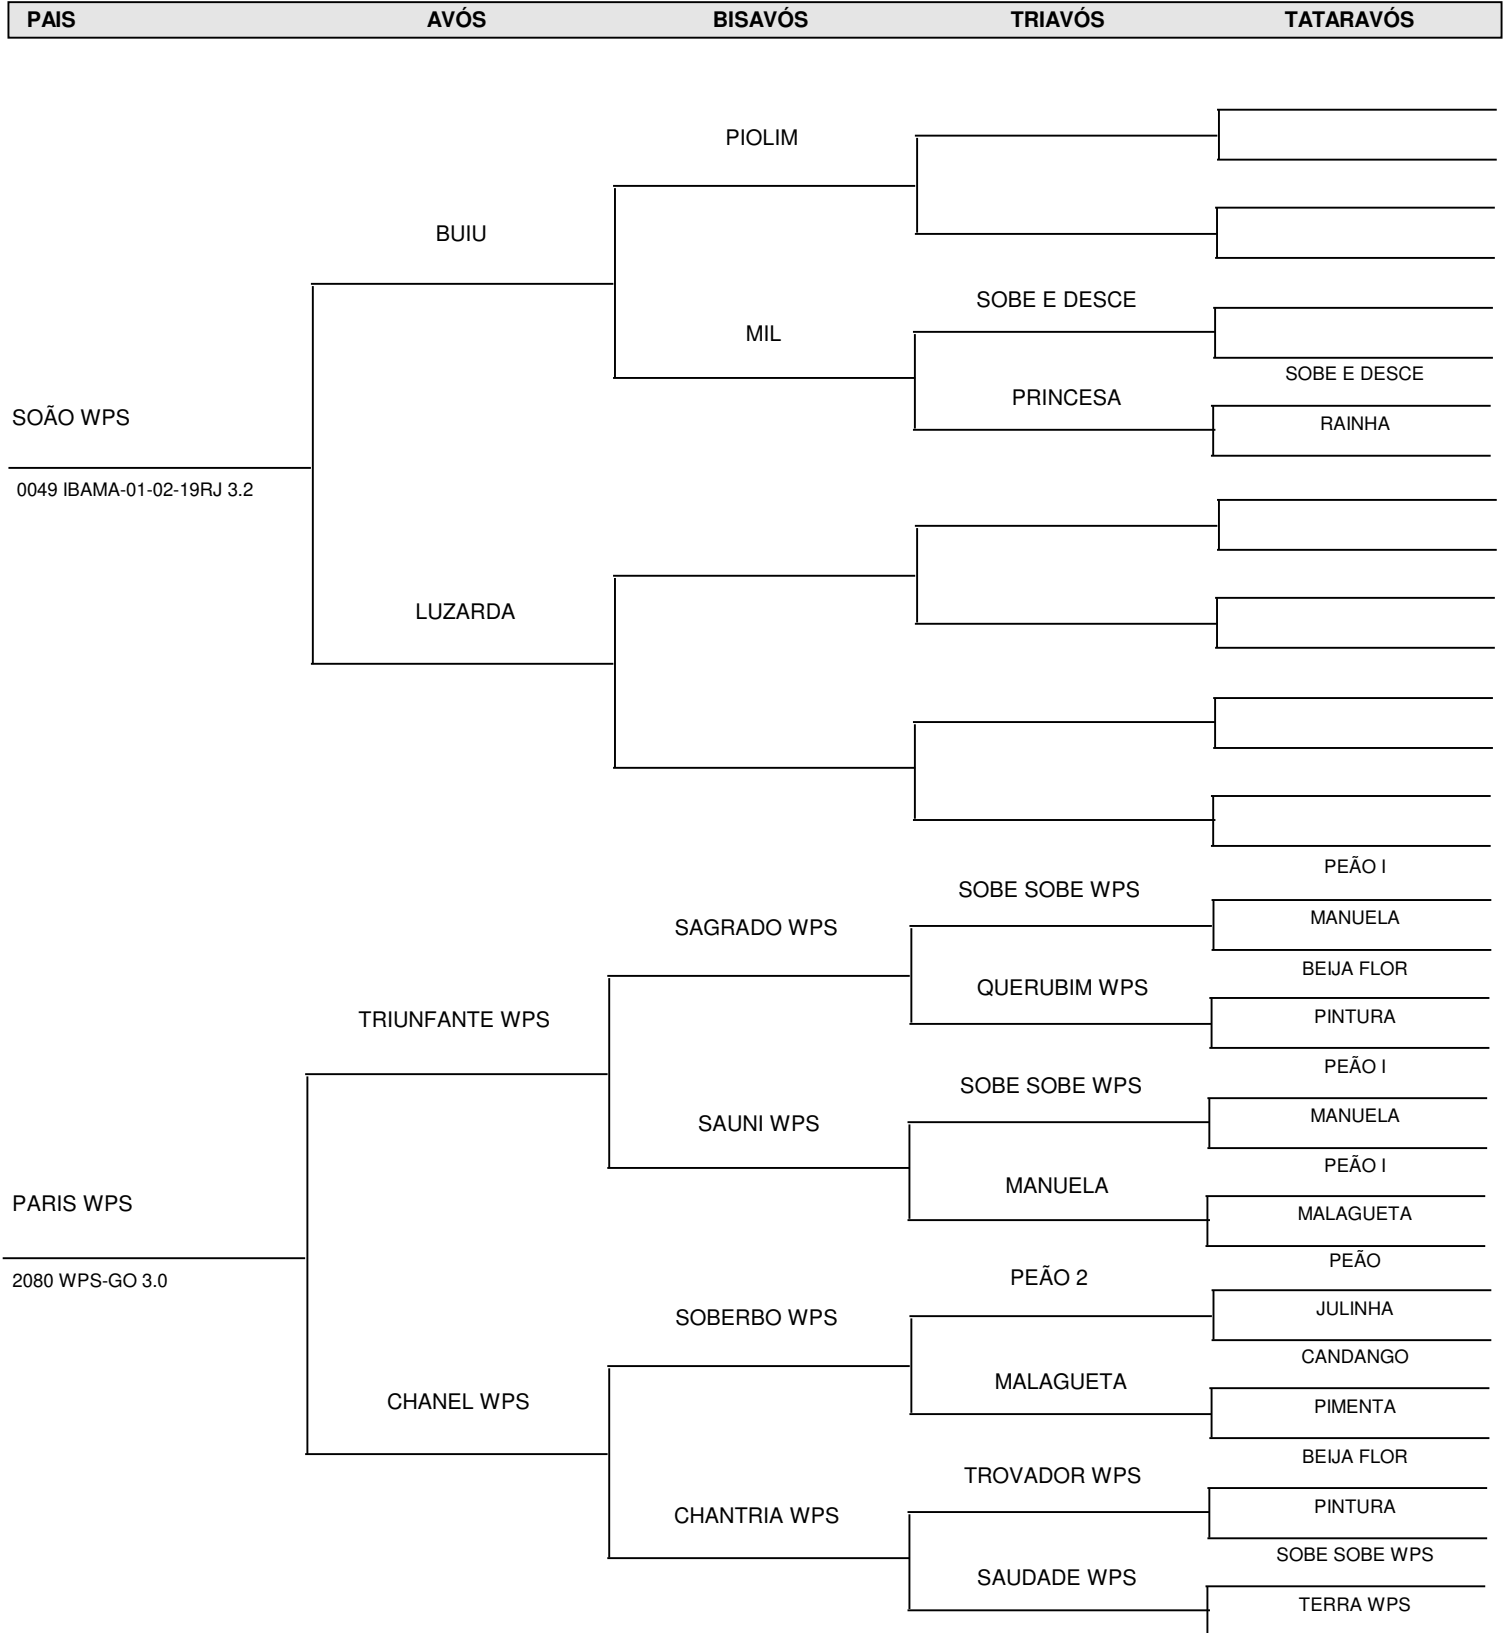 PAIS AVÓS BISAVÓS TRIAVÓS TATARAVÓS
PIOLIM
BUIU
SOBE E DESCE
MIL
SOBE E DESCE
PRINCESA
SOÃO WPS
RAINHA
0049 IBAMA-01-02-19RJ 3.2
LUZARDA
PEÃO I
SOBE SOBE WPS
MANUELA
SAGRADO WPS
BEIJA FLOR
QUERUBIM WPS
PINTURA
TRIUNFANTE WPS
PEÃO I
SOBE SOBE WPS
MANUELA
SAUNI WPS
PEÃO I
MANUELA
PARIS WPS
MALAGUETA
PEÃO
2080 WPS-GO 3.0
PEÃO 2
JULINHA
SOBERBO WPS
CANDANGO
MALAGUETA
CHANEL WPS
PIMENTA
BEIJA FLOR
TROVADOR WPS
PINTURA
CHANTRIA WPS
SOBE SOBE WPS
SAUDADE WPS
TERRA WPS